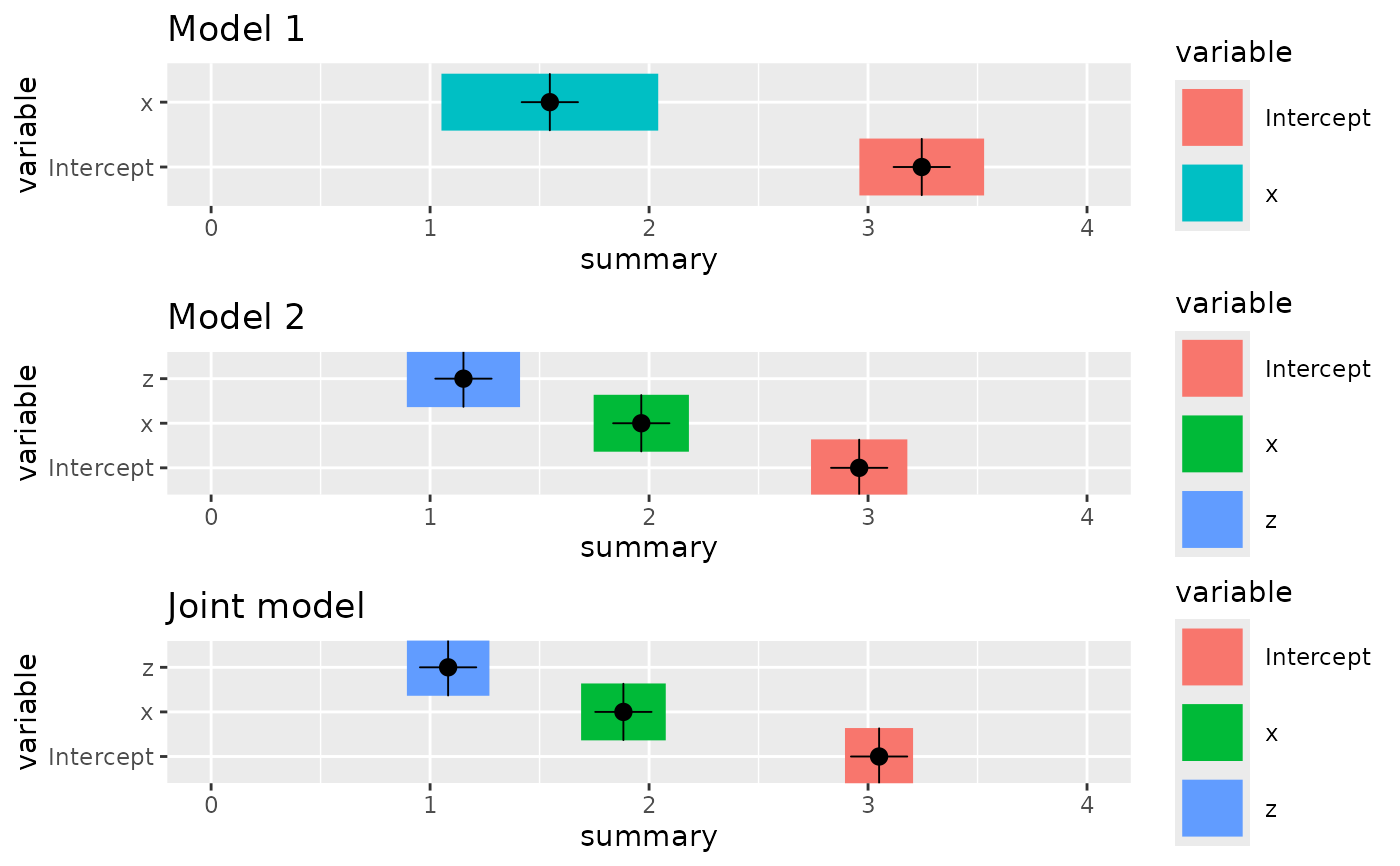 Model 1
variable
x
Intercept
0 1 2 3 4
summary
variable
Intercept
x
Model 2
variable
z
x
Intercept
0 1 2 3 4
summary
variable
Intercept
x
z
Joint model
variable
z
x
Intercept
0 1 2 3 4
summary
variable
Intercept
x
z